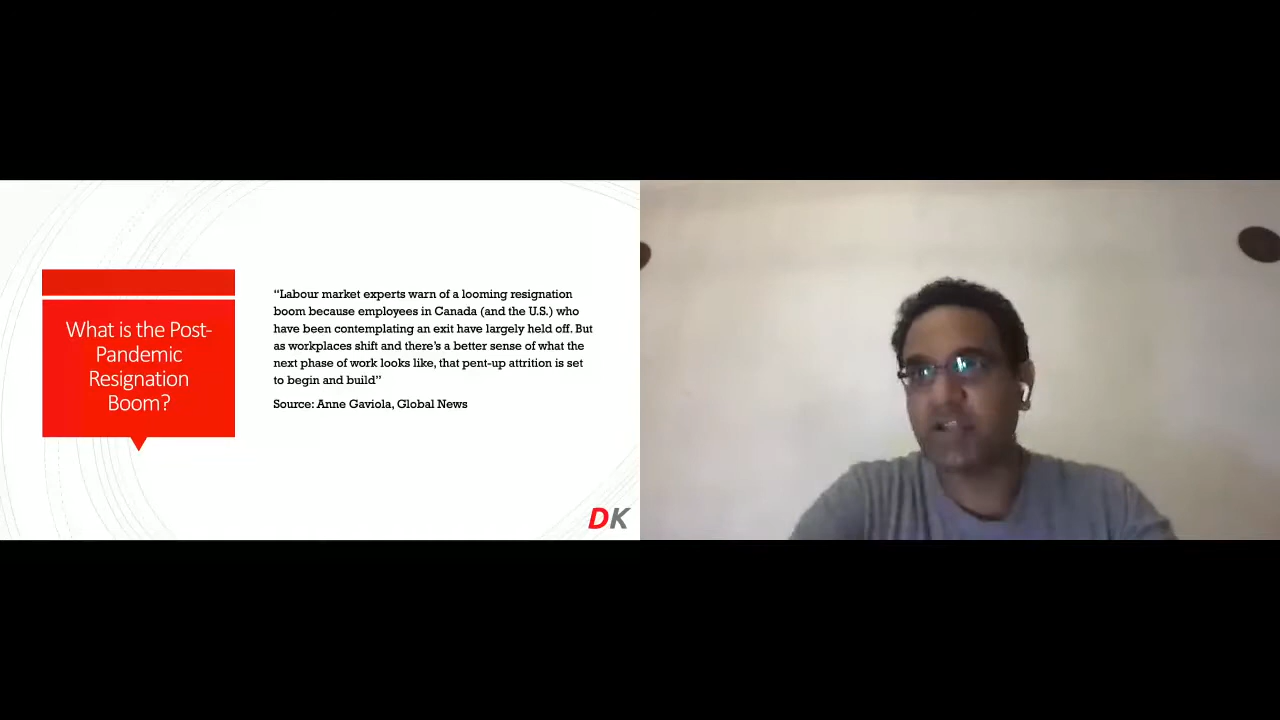 What is the Post-
Pandemic
Resignation
Boom?
“Labour market experts warn of a looming resignation
boom because employees in Canada (and the U.S.) who
have been contemplating an exit have largely held off. But
as workplaces shift and there’s a better sense of what the
next phase of work looks like, that pent-up attrition is set
to begin and build”
Source: Anne Gaviola, Global News
DK